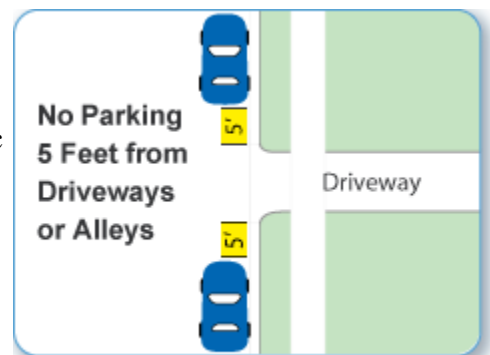 No Parking
5 Feet from
Driveways
or Alleys
5'
Driveway
5'
c